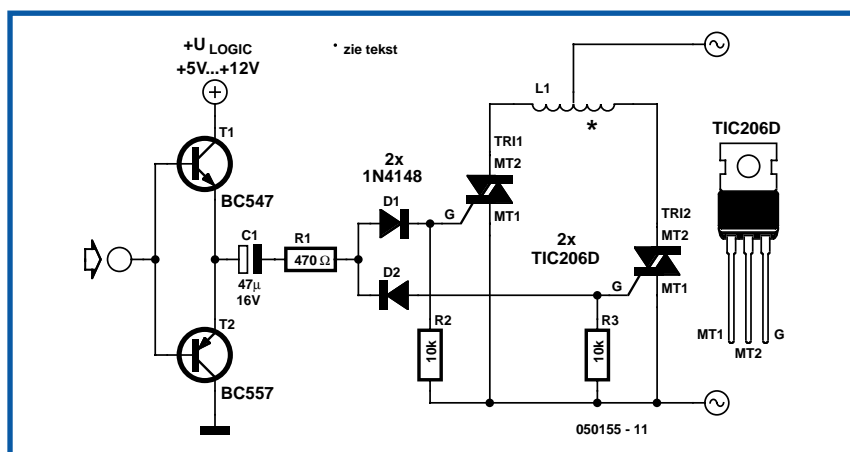 +U LOGIC
+5V...+12V
* zie tekst
T1
BC547
C1
47µ
16V
R1
470 Ω
2x
1N4148
D1
D2
G
R2
10k
L1
*
TRI1
MT2
MT1
2x
TIC206D
TRI2
MT2
MT1
G
R3
10k
T2
BC557
TIC206D
MT1
MT2
G
050155 - 11